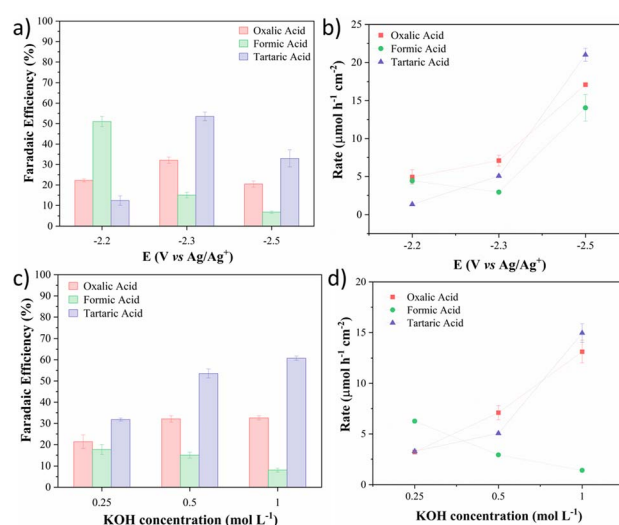 a)
Oxalic Acid
Formic Acid
Tartaric Acid
Faradaic Efficiency (%)
100
90
80
70
60
50
40
30
20
10
0
-2.2
-2.3
-2.5
E (V vs Ag/Ag⁺)
b)
Oxalic Acid
Formic Acid
Tartaric Acid
Rate (μmol h⁻¹ cm⁻²)
25
20
15
10
5
0
-2.2
-2.3
-2.5
E (V vs Ag/Ag⁺)
c)
Oxalic Acid
Formic Acid
Tartaric Acid
Faradaic Efficiency (%)
100
90
80
70
60
50
40
30
20
10
0
0.25
0.5
1
KOH concentration (mol L⁻¹)
d)
Oxalic Acid
Formic Acid
Tartaric Acid
Rate (μmol h⁻¹ cm⁻²)
20
15
10
5
0
0.25
0.5
1
KOH concentration (mol L⁻¹)